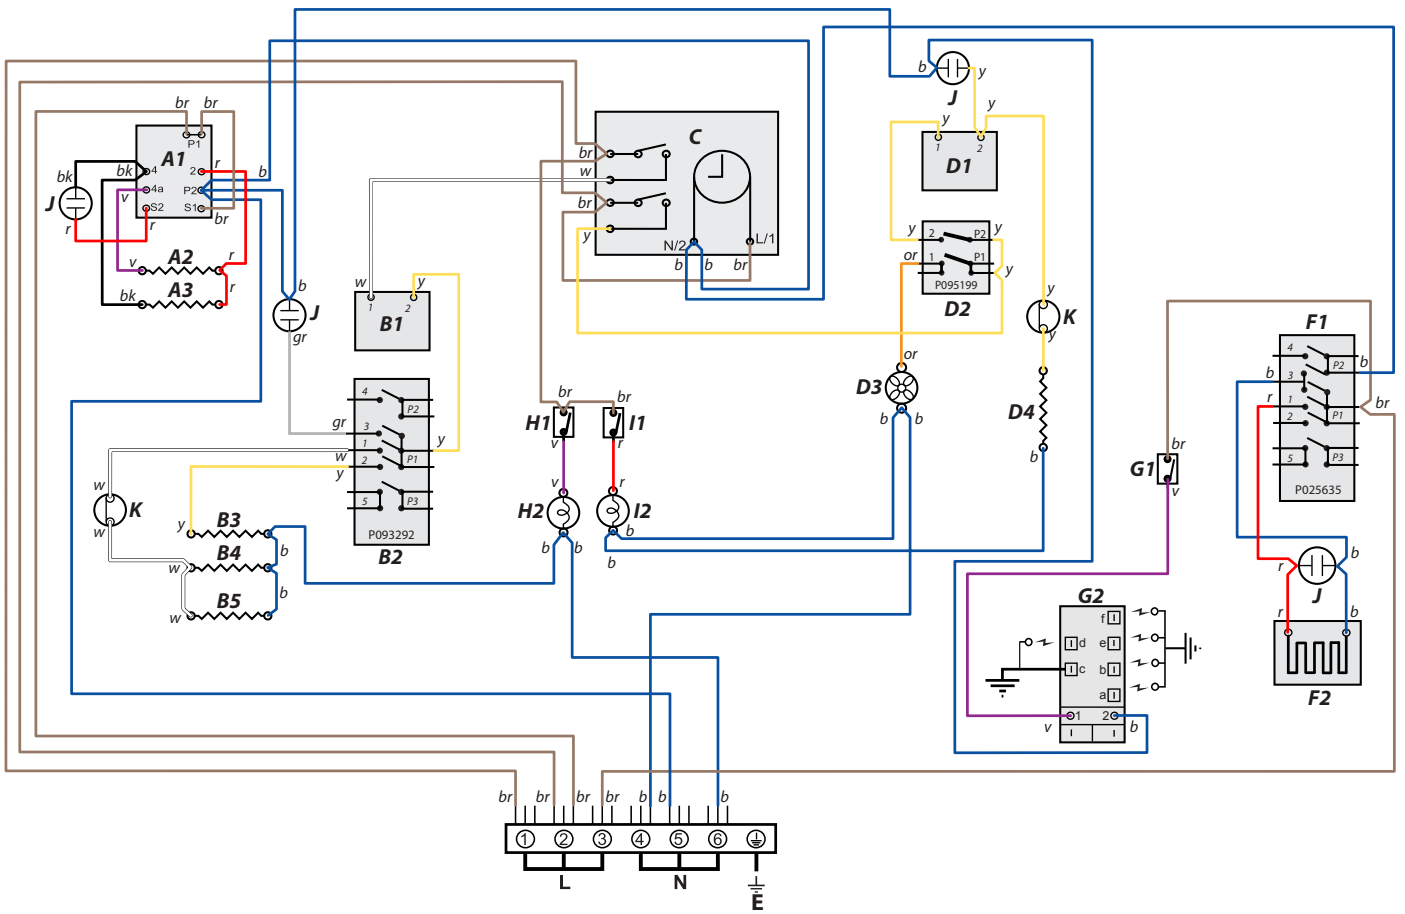 br br
P1
A1
bk 4 2 r b
bk
v 4a P2
J
S2 S1 br
r r
v A2 r
bk A3 r
b
J
gr
br C
w
br
y
N/2 L/1
b b br
b J y
y y
1 2
D1
y 2 P2 y
or 1 P1 y
P095199
D2
y
K
y
w y
1 2
B1
4
P2
gr 3
w 1 y
y 2 P1
5 P3
P093292
B2
w
K
w
y B3
B4 b
w
B5 b
w
br br
H1 I1
v r
v r
H2 I2
b b b
b
or
D3
b b
D4
b
F1
4
P2 b
b 3
r 1 br
2 P1
5 P3
P025635
br
G1
v
r b
J
r b
F2
G2
f
d e
c b
a
1 2
v b
br br br br b b b
1 2 3 4 5 6
L N
E